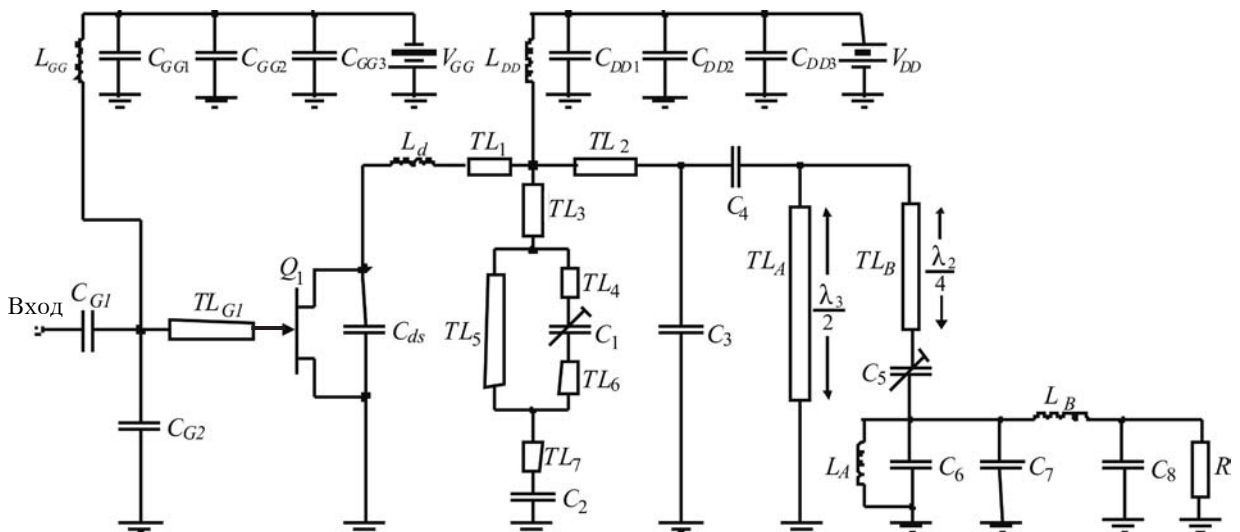 L_GG
C_GG1
C_GG2
C_GG3
V_GG
L_DD
C_DD1
C_DD2
C_DD3
V_DD
L_d
TL_1
TL_2
TL_3
C_4
TL_A
λ_3
2
TL_B
λ_2
4
Вход
C_G1
TL_G1
Q_1
C_ds
TL_5
TL_4
C_1
TL_6
C_3
C_5
C_G2
TL_7
C_2
L_B
L_A
C_6
C_7
C_8
R